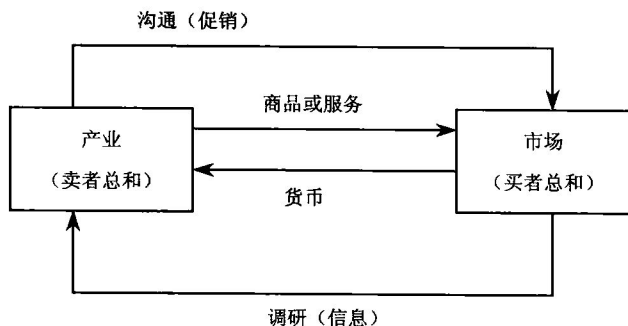 沟通（促销）
商品或服务
产业
（卖者总和）
市场
（买者总和）
货币
调研（信息）